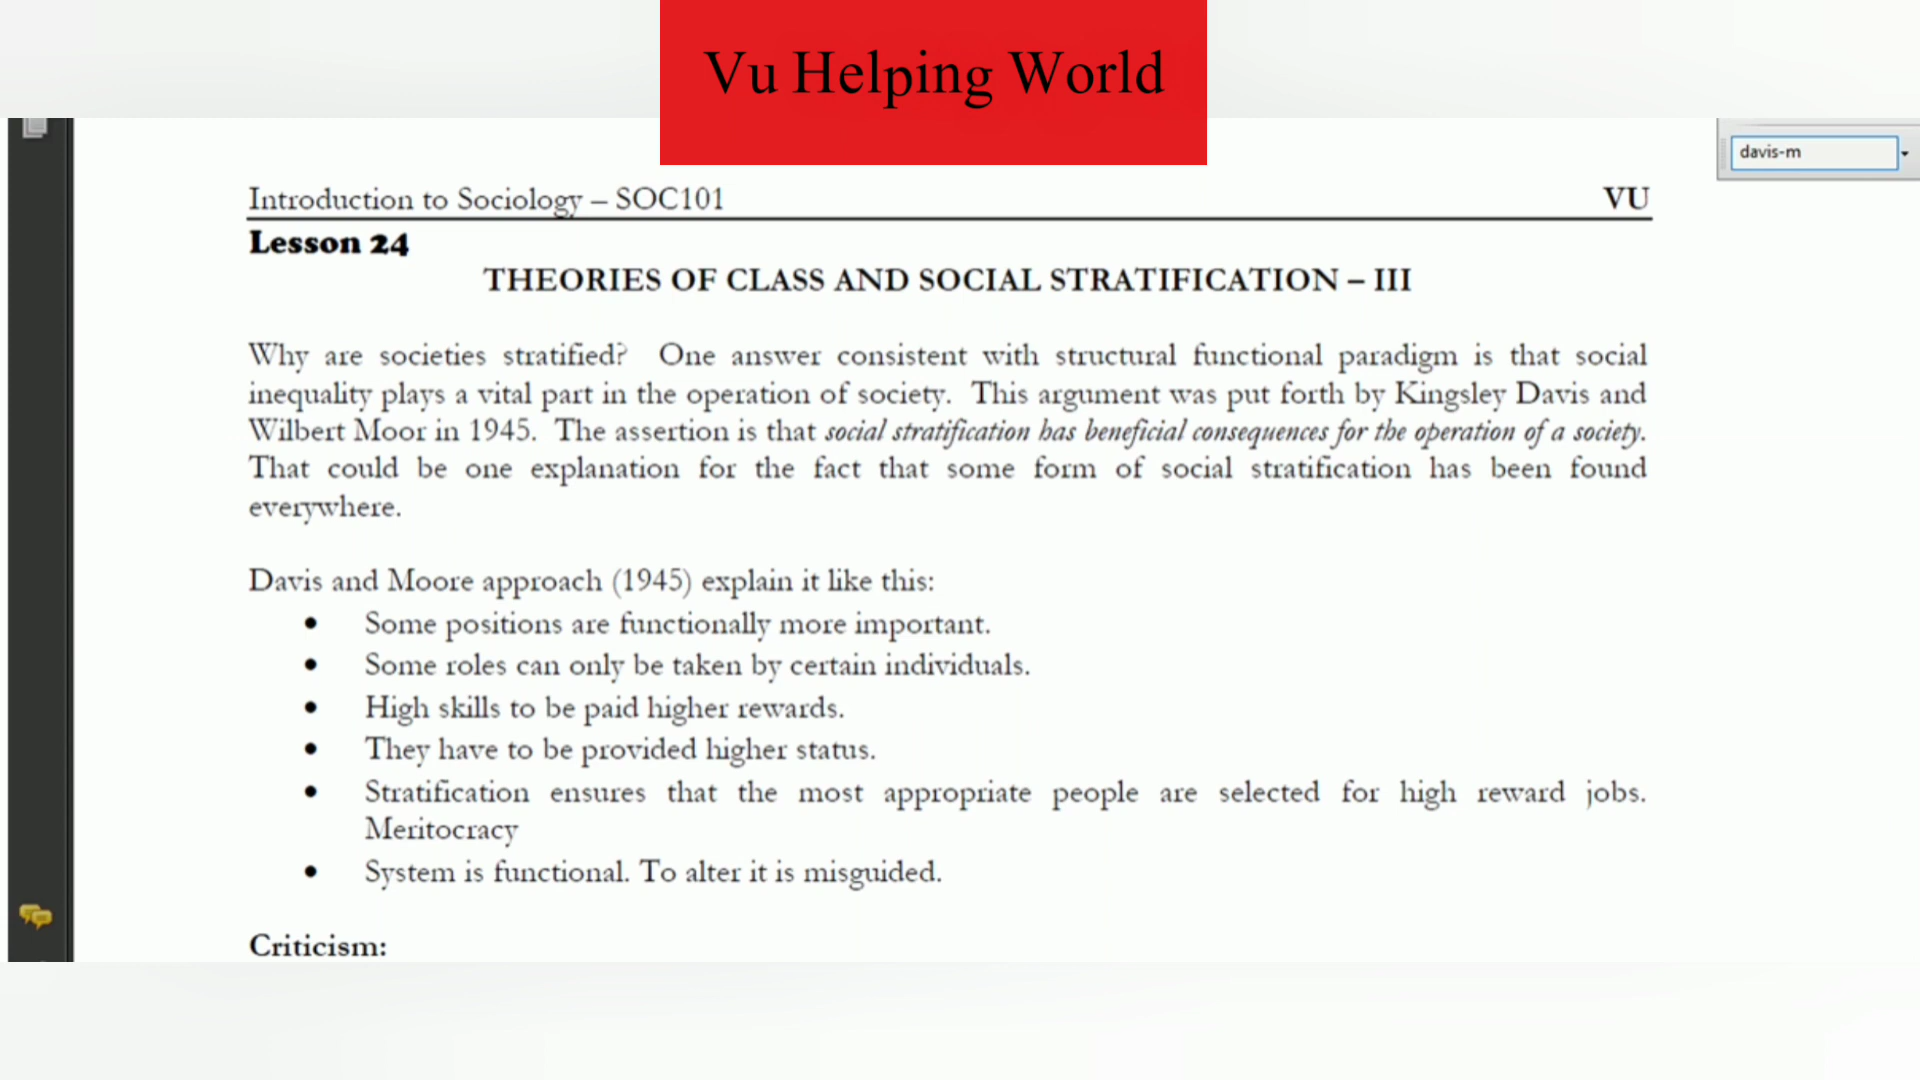 Vu Helping World
davis-m
Introduction to Sociology – SOC101 VU
Lesson 24
THEORIES OF CLASS AND SOCIAL STRATIFICATION – III
Why are societies stratified? One answer consistent with structural functional paradigm is that social
inequality plays a vital part in the operation of society. This argument was put forth by Kingsley Davis and
Wilbert Moor in 1945. The assertion is that social stratification has beneficial consequences for the operation of a society.
That could be one explanation for the fact that some form of social stratification has been found
everywhere.
Davis and Moore approach (1945) explain it like this:
• Some positions are functionally more important.
• Some roles can only be taken by certain individuals.
• High skills to be paid higher rewards.
• They have to be provided higher status.
• Stratification ensures that the most appropriate people are selected for high reward jobs.
Meritocracy
• System is functional. To alter it is misguided.
Criticism: